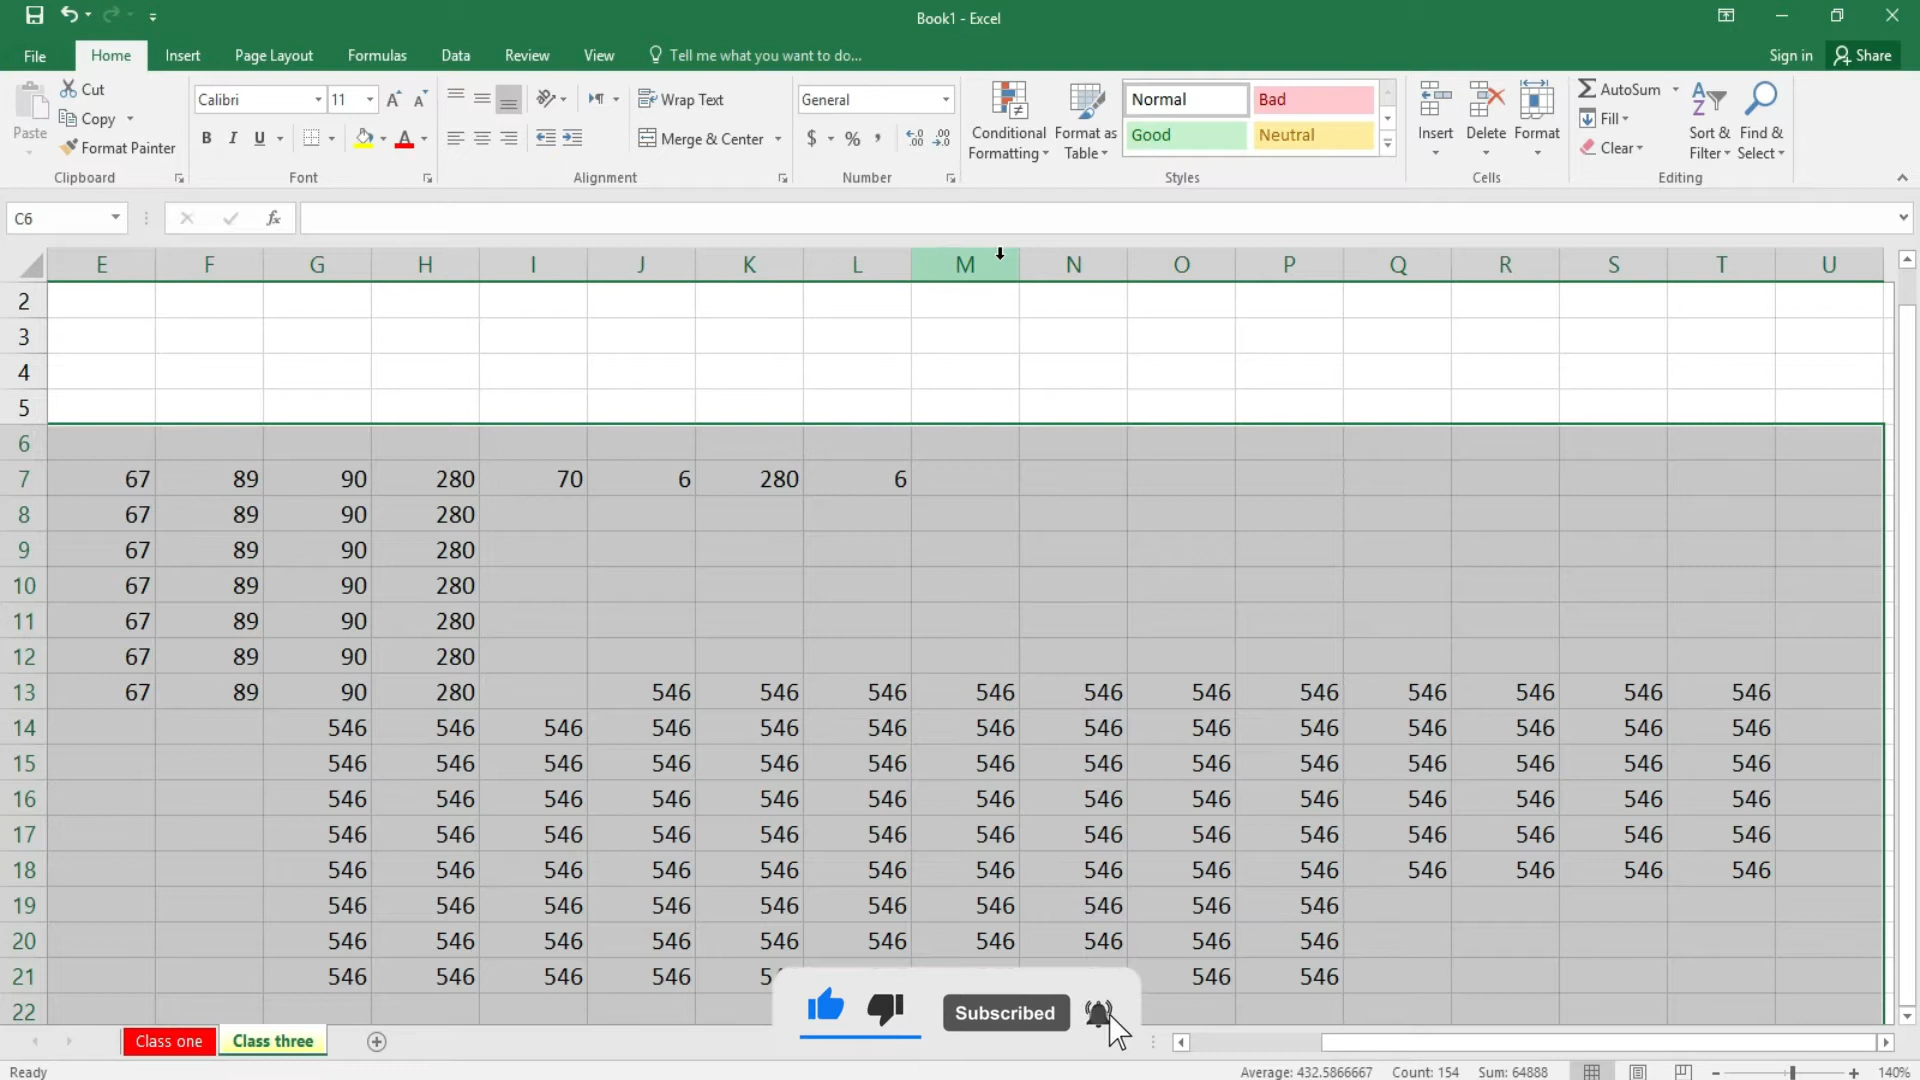 Book1 - Excel
File Home Insert Page Layout Formulas Data Review View Tell me what you want to do... Sign in Share
Paste
Cut
Copy
Format Painter
Clipboard
Calibri 11
B I U A
Font
Wrap Text
Merge & Center
Alignment
General
$ % ,
Number
Conditional Formatting
Format as Table
Normal Bad
Good Neutral
Styles
Insert Delete Format
Cells
AutoSum
Fill
Clear
Sort & Filter
Find & Select
Editing
C6 fx
E F G H I J K L M N O P Q R S T U
2
3
4
5
6
7 67 89 90 280 70 6 280 6
8 67 89 90 280
9 67 89 90 280
10 67 89 90 280
11 67 89 90 280
12 67 89 90 280
13 67 89 90 280 546 546 546 546 546 546 546 546 546 546 546
14 546 546 546 546 546 546 546 546 546 546 546 546 546 546
15 546 546 546 546 546 546 546 546 546 546 546 546 546 546
16 546 546 546 546 546 546 546 546 546 546 546 546 546 546
17 546 546 546 546 546 546 546 546 546 546 546 546 546 546
18 546 546 546 546 546 546 546 546 546 546 546 546 546 546
19 546 546 546 546 546 546 546 546 546 546
20 546 546 546 546 546 546 546 546 546 546
21 546 546 546 546 546 546
22
Subscribed
Class one Class three
Ready Average: 432.5866667 Count: 154 Sum: 64888 140%